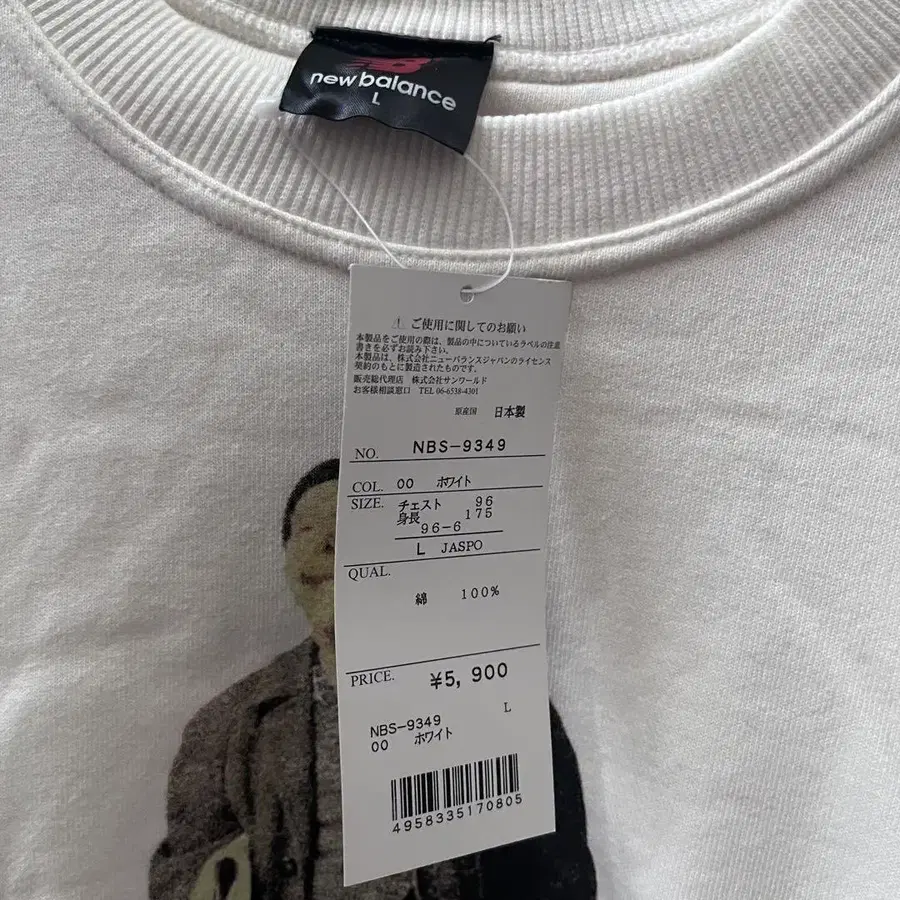 new balance
L
⚠ ご使用に関してのお願い
本製品をご使用の際は、製品の中についているラベルの注意
書きを必ずお読み下さい。
本製品は、株式会社ニューバランスジャパンのライセンス
契約のもとに製造されたものです。
販売総代理店 株式会社サンワールド
お客様相談窓口 TEL 06-6538-4301
原産国 日本製
NO. NBS-9349
COL. 00 ホワイト
SIZE. チェスト 96
身長 175
96-6
L JASPO
QUAL.
綿 100%
PRICE. ¥5,900
L
NBS-9349
00 ホワイト
4958335170805